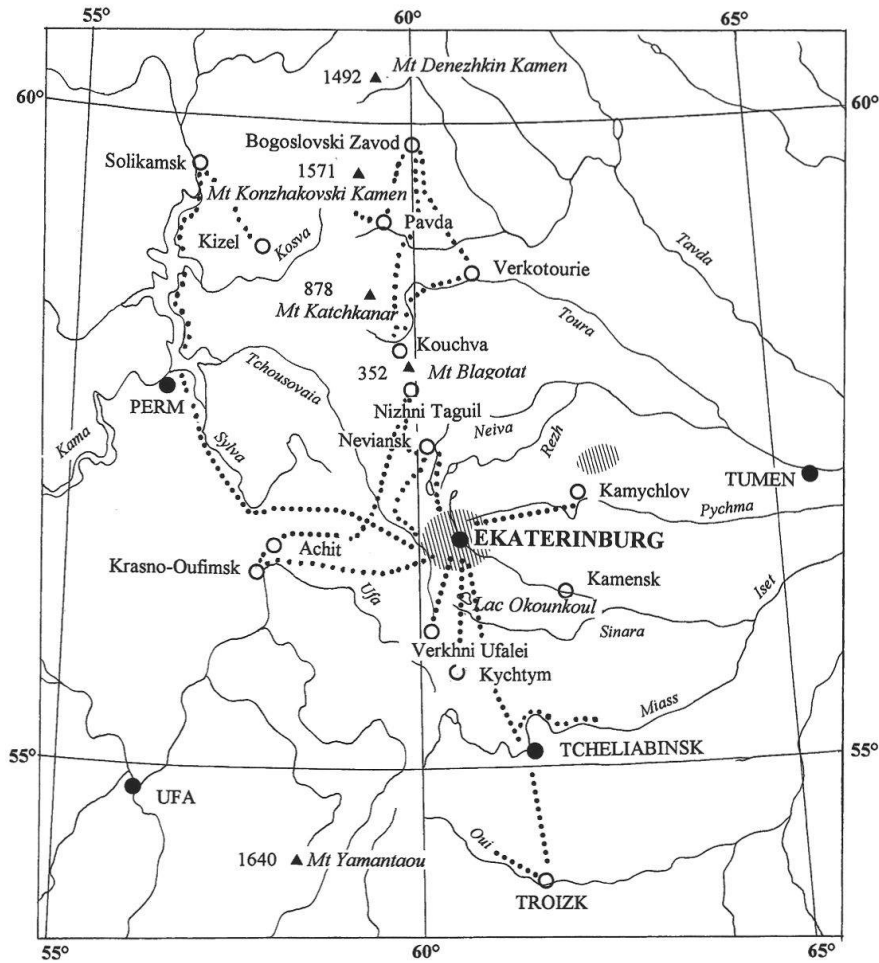 55°
60°
65°
60°
60°
1492
Mt Denezhkin Kamen
Bogoslovski Zavod
Solikamsk
1571
Mt Konzhakovski Kamen
Pavda
Kizel
Kosva
Tavda
Verkotourie
878
Mt Katchkanar
Toura
Kouchva
Tchousovaia
352
Mt Blagotat
PERM
Nizhni Taguil
Neiva
Rezh
Neviansk
Kama
Sylva
TUMEN
Kamychlov
Pychma
EKATERINBURG
Achit
Krasno-Oufimsk
Ufa
Kamensk
Iset
Lac Okounkoul
Sinara
Verkhni Ufalei
Kychtym
Miass
55°
55°
TCHELIABINSK
UFA
Oui
1640
Mt Yamantaou
TROIZK
55°
60°
65°